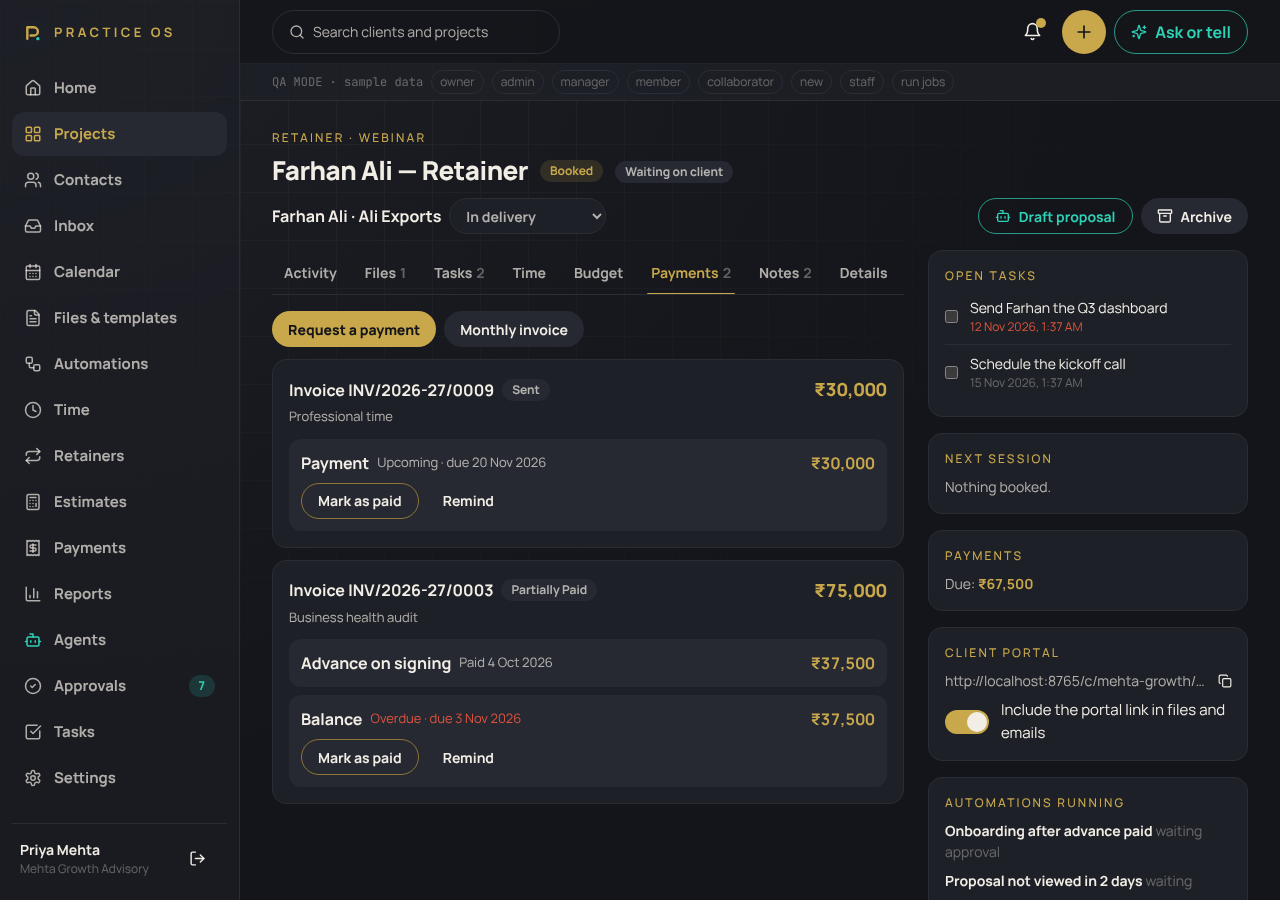 PRACTICE OS
Home
Projects
Contacts
Inbox
Calendar
Files & templates
Automations
Time
Retainers
Estimates
Payments
Reports
Agents
Approvals 7
Tasks
Settings
Priya Mehta
Mehta Growth Advisory
Search clients and projects
Ask or tell
QA MODE · sample data owner admin manager member collaborator new staff run jobs
RETAINER · WEBINAR
Farhan Ali — Retainer Booked Waiting on client
Farhan Ali · Ali Exports In delivery
Draft proposal Archive
Activity Files 1 Tasks 2 Time Budget Payments 2 Notes 2 Details
Request a payment Monthly invoice
Invoice INV/2026-27/0009 Sent ₹30,000
Professional time
Payment Upcoming · due 20 Nov 2026 ₹30,000
Mark as paid Remind
Invoice INV/2026-27/0003 Partially Paid ₹75,000
Business health audit
Advance on signing Paid 4 Oct 2026 ₹37,500
Balance Overdue · due 3 Nov 2026 ₹37,500
Mark as paid Remind
OPEN TASKS
Send Farhan the Q3 dashboard
12 Nov 2026, 1:37 AM
Schedule the kickoff call
15 Nov 2026, 1:37 AM
NEXT SESSION
Nothing booked.
PAYMENTS
Due: ₹67,500
CLIENT PORTAL
http://localhost:8765/c/mehta-growth/...
Include the portal link in files and
emails
AUTOMATIONS RUNNING
Onboarding after advance paid waiting
approval
Proposal not viewed in 2 days waiting